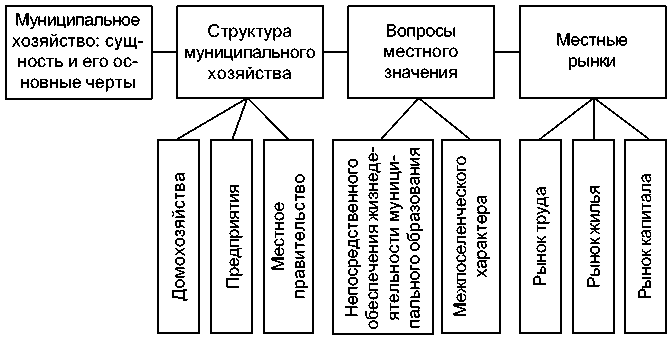 Муниципальное
хозяйство: сущ-
ность и его ос-
новные черты
Структура
муниципального
хозяйства
Вопросы
местного
значения
Местные
рынки
Домохозяйства
Предприятия
Местное
правительство
Непосредственного
обеспечения жизнеде-
ятельности муници-
пального образования
Межпоселенческого
характера
Рынок труда
Рынок жилья
Рынок капитала